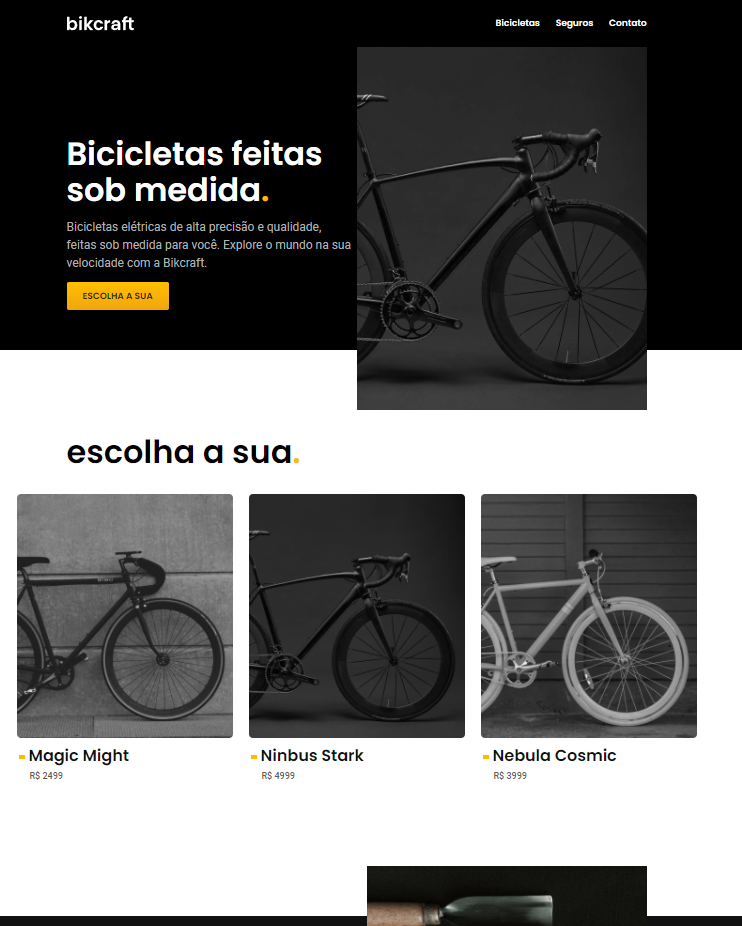 bikcraft
Bicicletas Seguros Contato
Bicicletas feitas
sob medida.
Bicicletas elétricas de alta precisão e qualidade,
feitas sob medida para você. Explore o mundo na sua
velocidade com a Bikcraft.
ESCOLHA A SUA
escolha a sua.
Magic Might
R$ 2499
Ninbus Stark
R$ 4999
Nebula Cosmic
R$ 3999